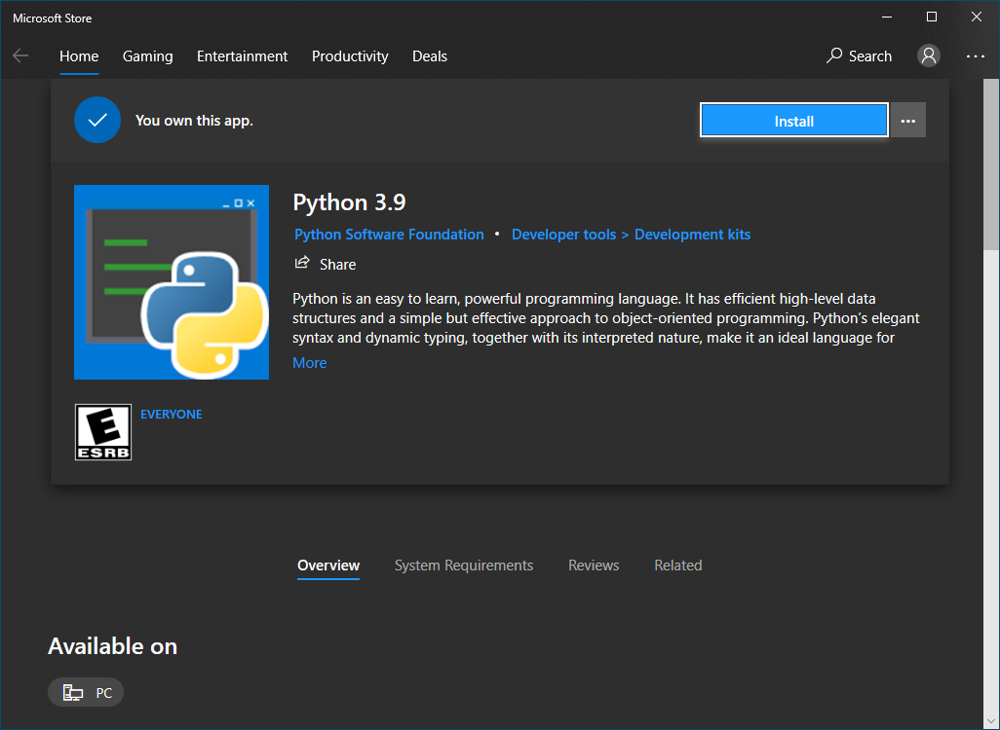 Microsoft Store
Home Gaming Entertainment Productivity Deals Search
You own this app. Install
Python 3.9
Python Software Foundation • Developer tools > Development kits
Share
Python is an easy to learn, powerful programming language. It has efficient high-level data
structures and a simple but effective approach to object-oriented programming. Python's elegant
syntax and dynamic typing, together with its interpreted nature, make it an ideal language for
More
E EVERYONE
ESRB
Overview System Requirements Reviews Related
Available on
PC